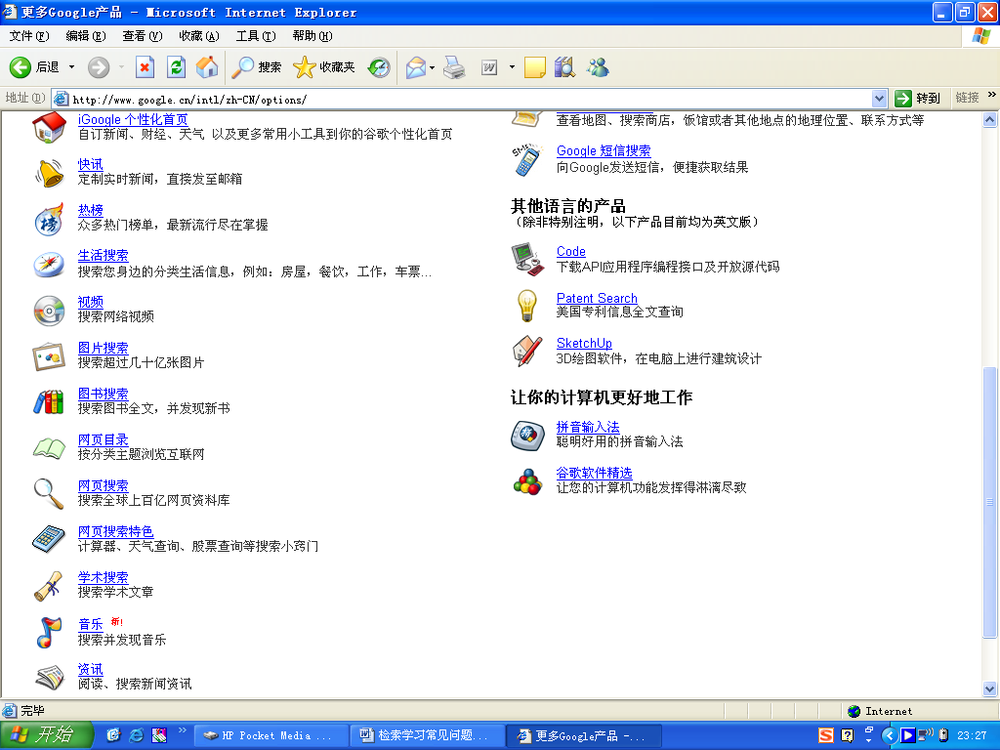 更多Google产品 - Microsoft Internet Explorer
文件(F) 编辑(E) 查看(V) 收藏(A) 工具(T) 帮助(H)
后退 搜索 收藏夹
地址(D) http://www.google.cn/intl/zh-CN/options/ 转到 链接 »
iGoogle 个性化首页
自订新闻、财经、天气 以及更多常用小工具到你的谷歌个性化首页
快讯
定制实时新闻，直接发至邮箱
热榜
众多热门榜单，最新流行尽在掌握
生活搜索
搜索您身边的分类生活信息，例如：房屋，餐饮，工作，车票...
视频
搜索网络视频
图片搜索
搜索超过几十亿张图片
图书搜索
搜索图书全文，并发现新书
网页目录
按分类主题浏览互联网
网页搜索
搜索全球上百亿网页资料库
网页搜索特色
计算器、天气查询、股票查询等搜索小窍门
学术搜索
搜索学术文章
音乐 新!
搜索并发现音乐
资讯
阅读、搜索新闻资讯
查看地图、搜索商店，饭馆或者其他地点的地理位置、联系方式等
SMS
Google 短信搜索
向Google发送短信，便捷获取结果
其他语言的产品
（除非特别注明，以下产品目前均为英文版）
Code
下载API应用程序编程接口及开放源代码
Patent Search
美国专利信息全文查询
SketchUp
3D绘图软件，在电脑上进行建筑设计
让你的计算机更好地工作
拼音输入法
聪明好用的拼音输入法
谷歌软件精选
让您的计算机功能发挥得淋漓尽致
完毕 Internet
开始 » HP Pocket Media ... 检索学习常见问题... 更多Google产品 -... 23:27